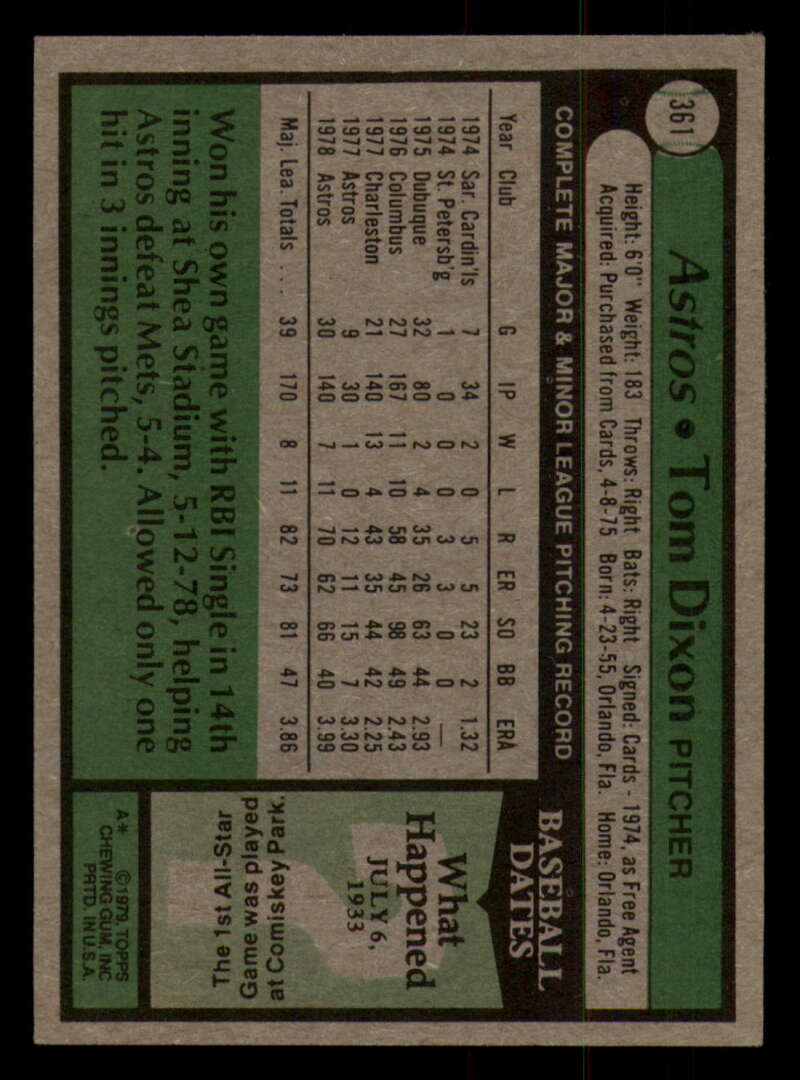 361
Astros • Tom Dixon PITCHER
Height: 6'0" Weight: 183 Throws: Right Bats: Right Signed: Cards - 1974, as Free Agent
Acquired: Purchased from Cards, 4-8-75 Born: 4-23-55, Orlando, Fla. Home: Orlando, Fla.
COMPLETE MAJOR & MINOR LEAGUE PITCHING RECORD
Year Club G IP W L R ER SO BB ERA
1974 Sar. Cardin'ls 7 34 2 0 5 5 23 2 1.32
1974 St. Petersb'g 1 0 0 0 3 3 0 0 —
1975 Dubuque 32 80 2 4 35 26 63 44 2.93
1976 Columbus 27 167 11 10 58 45 98 49 2.43
1977 Charleston 21 140 13 4 43 35 44 42 2.25
1977 Astros 9 30 1 0 12 11 15 7 3.30
1978 Astros 30 140 7 11 70 62 66 40 3.99
Maj. Lea. Totals . . . 39 170 8 11 82 73 81 47 3.86
Won his own game with RBI Single in 14th
inning at Shea Stadium, 5-12-78, helping
Astros defeat Mets, 5-4. Allowed only one
hit in 3 innings pitched.
BASEBALL
DATES
What
Happened
JULY 6,
1933
The 1st All-Star
Game was played
at Comiskey Park.
A* ©1979, TOPPS
CHEWING GUM, INC
PRTD. IN U.S.A.